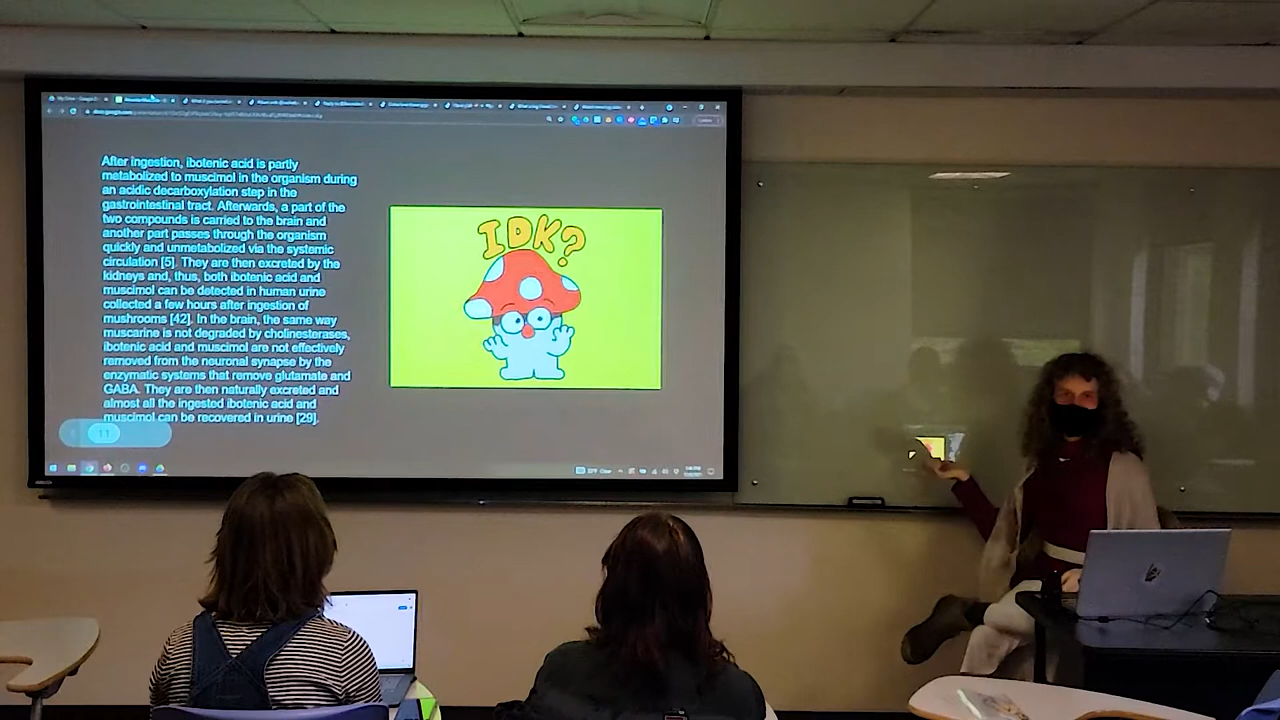 After ingestion, ibotenic acid is partly
metabolized to muscimol in the organism during
an acidic decarboxylation step in the
gastrointestinal tract. Afterwards, a part of the
two compounds is carried to the brain and
another part passes through the organism
quickly and unmetabolized via the systemic
circulation [5]. They are then excreted by the
kidneys and, thus, both ibotenic acid and
muscimol can be detected in human urine
collected a few hours after ingestion of
mushrooms [42]. In the brain, the same way
muscarine is not degraded by cholinesterases,
ibotenic acid and muscimol are not effectively
removed from the neuronal synapse by the
enzymatic systems that remove glutamate and
GABA. They are then naturally excreted and
almost all the ingested ibotenic acid and
muscimol can be recovered in urine [29].
IDK?
11